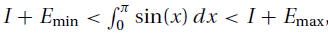 I + E_min < ∫_0^π sin(x) dx < I + E_max,